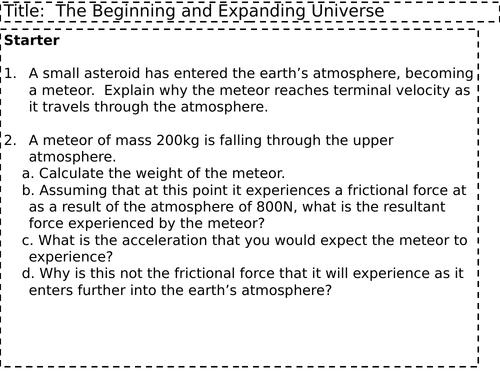 Title:  The Beginning and Expanding Universe
Starter
1. A small asteroid has entered the earth’s atmosphere, becoming
a meteor.  Explain why the meteor reaches terminal velocity as
it travels through the atmosphere.
2. A meteor of mass 200kg is falling through the upper
atmosphere.
a. Calculate the weight of the meteor.
b. Assuming that at this point it experiences a frictional force at
as a result of the atmosphere of 800N, what is the resultant
force experienced by the meteor?
c. What is the acceleration that you would expect the meteor to
experience?
d. Why is this not the frictional force that it will experience as it
enters further into the earth’s atmosphere?